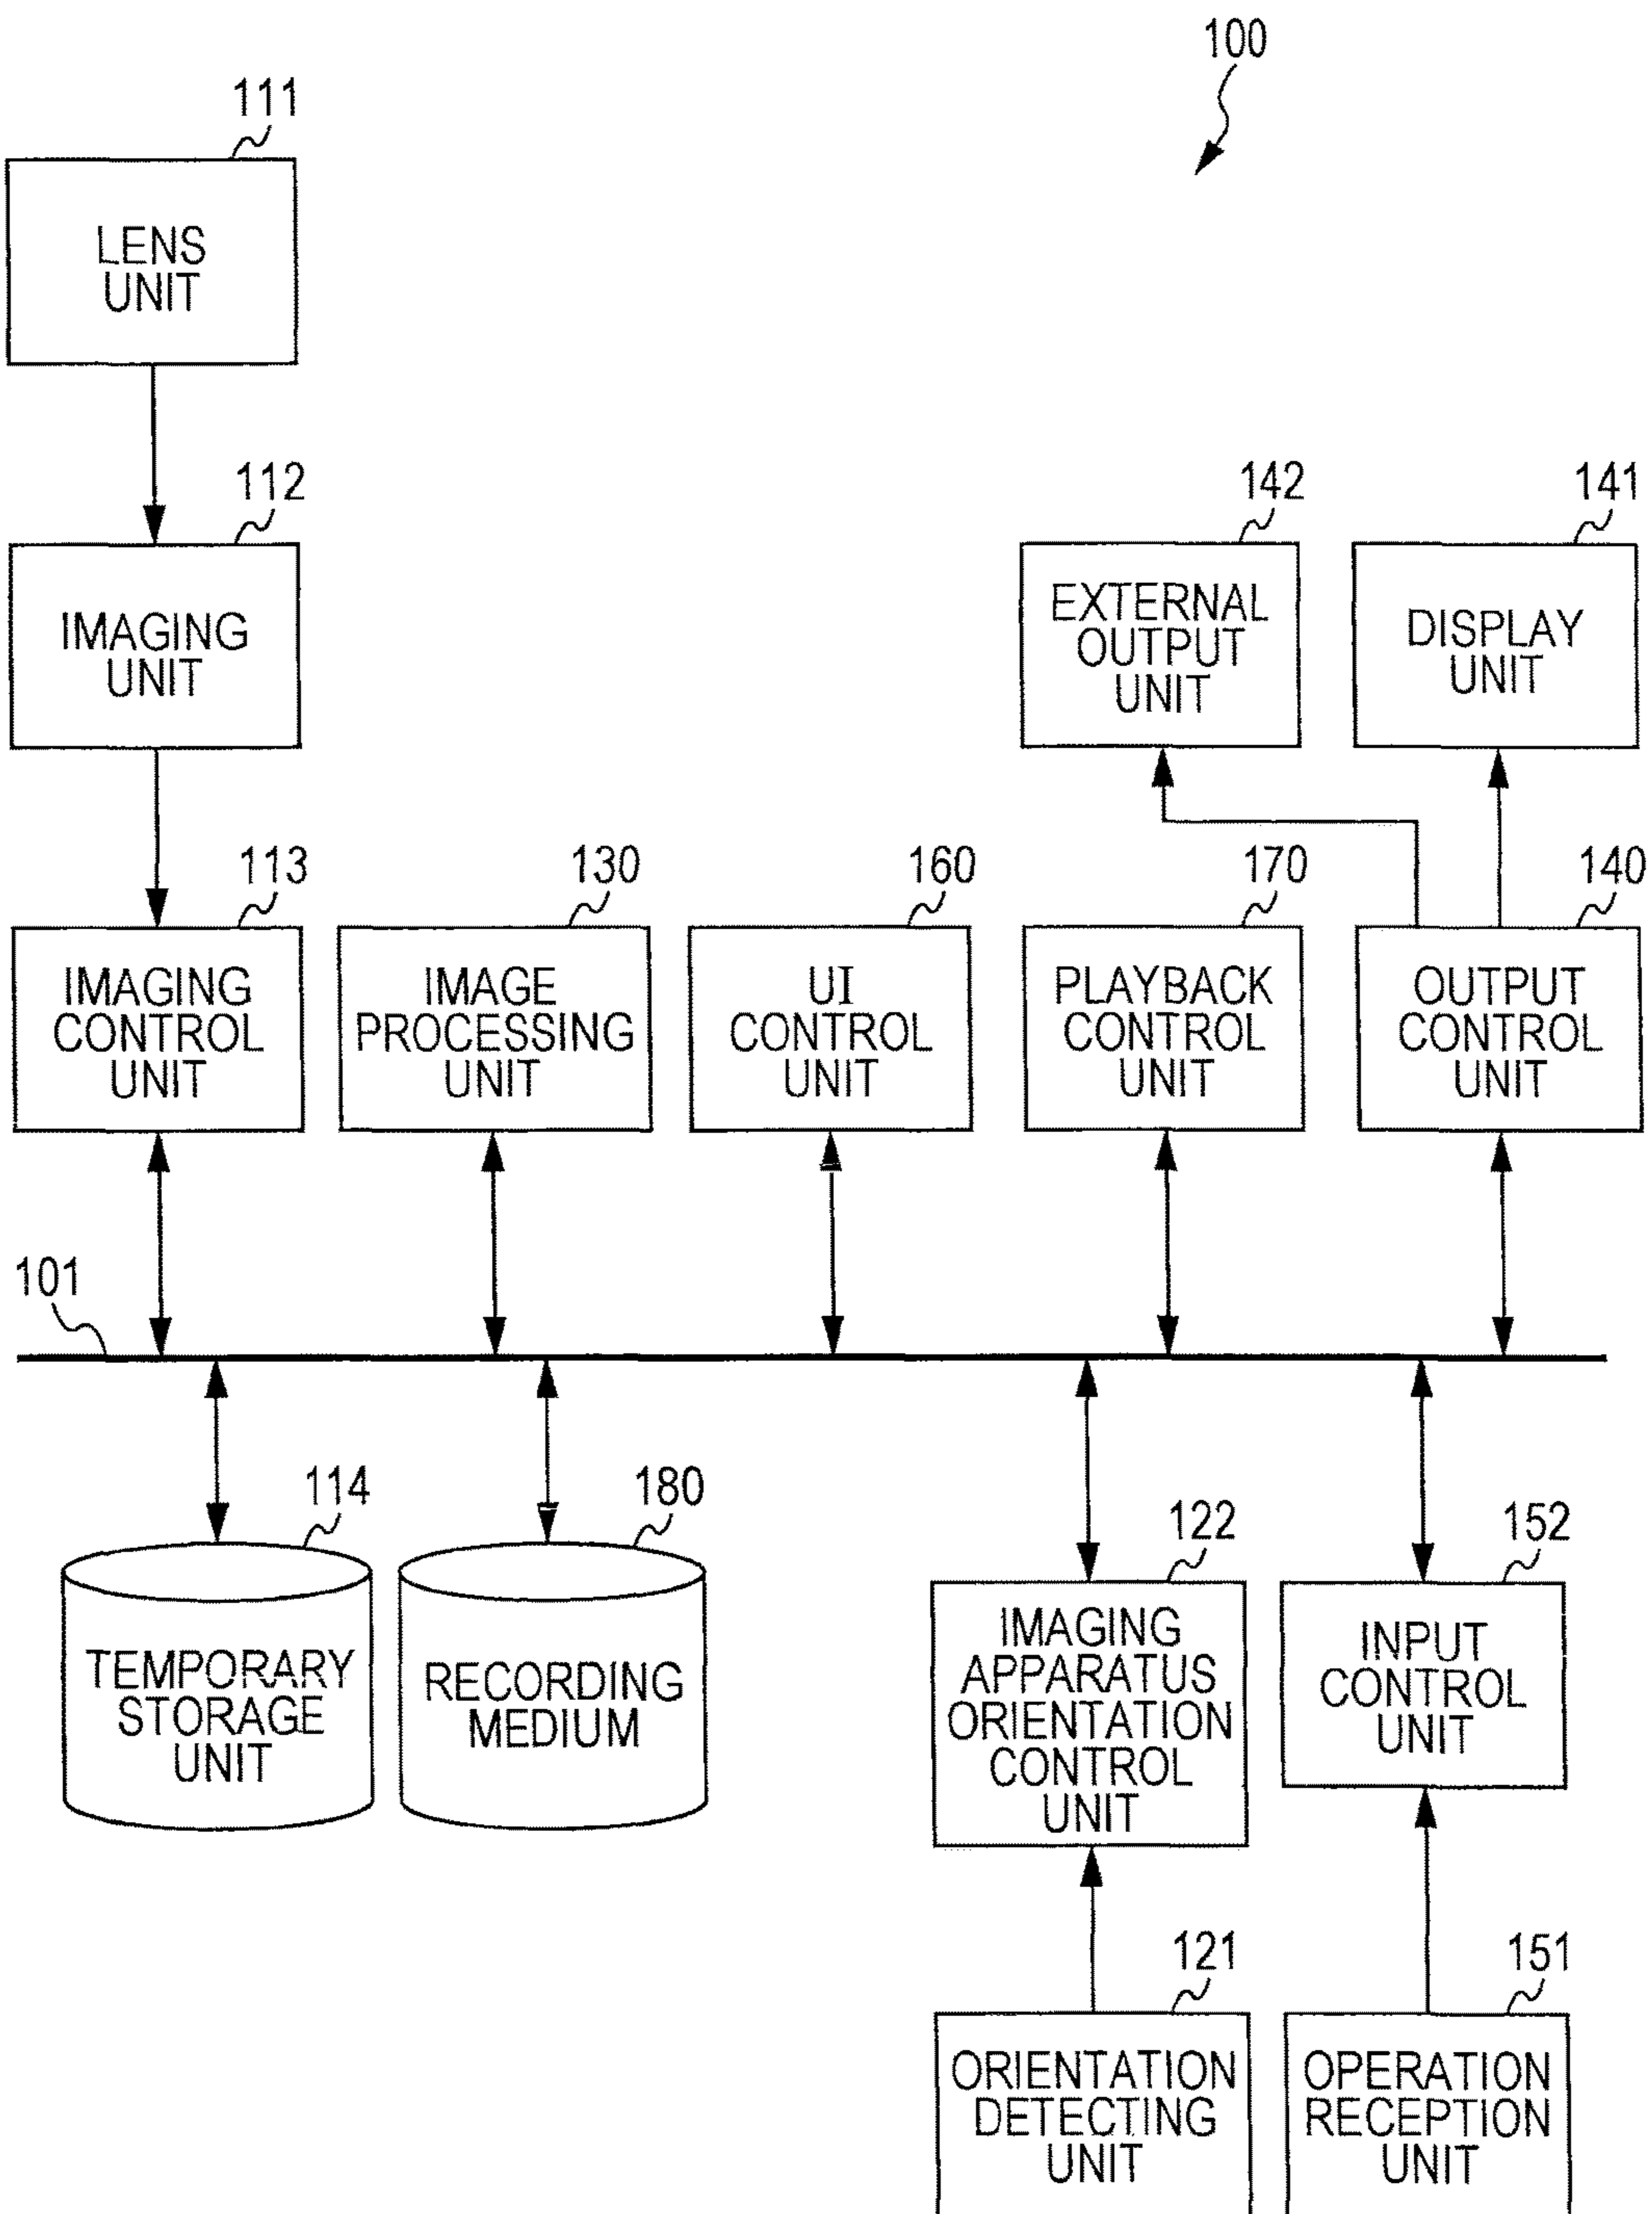 100
111
LENS
UNIT
112
IMAGING
UNIT
142
EXTERNAL
OUTPUT
UNIT
141
DISPLAY
UNIT
113
IMAGING
CONTROL
UNIT
130
IMAGE
PROCESSING
UNIT
160
UI
CONTROL
UNIT
170
PLAYBACK
CONTROL
UNIT
140
OUTPUT
CONTROL
UNIT
101
114
TEMPORARY
STORAGE
UNIT
180
RECORDING
MEDIUM
122
IMAGING
APPARATUS
ORIENTATION
CONTROL
UNIT
152
INPUT
CONTROL
UNIT
121
ORIENTATION
DETECTING
UNIT
151
OPERATION
RECEPTION
UNIT